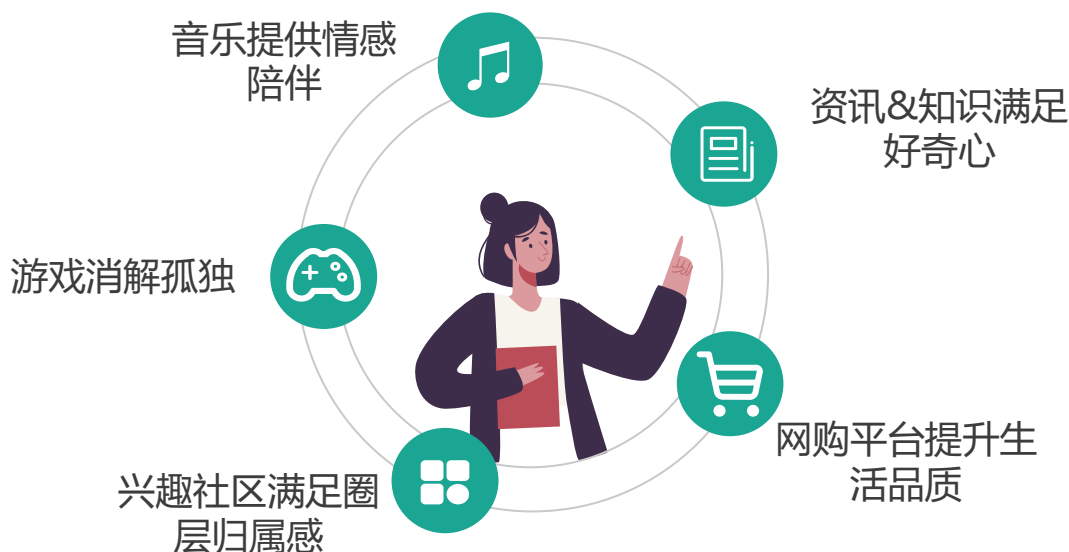 音乐提供情感
陪伴
资讯&知识满足
好奇心
游戏消解孤独
网购平台提升生
活品质
兴趣社区满足圈
层归属感